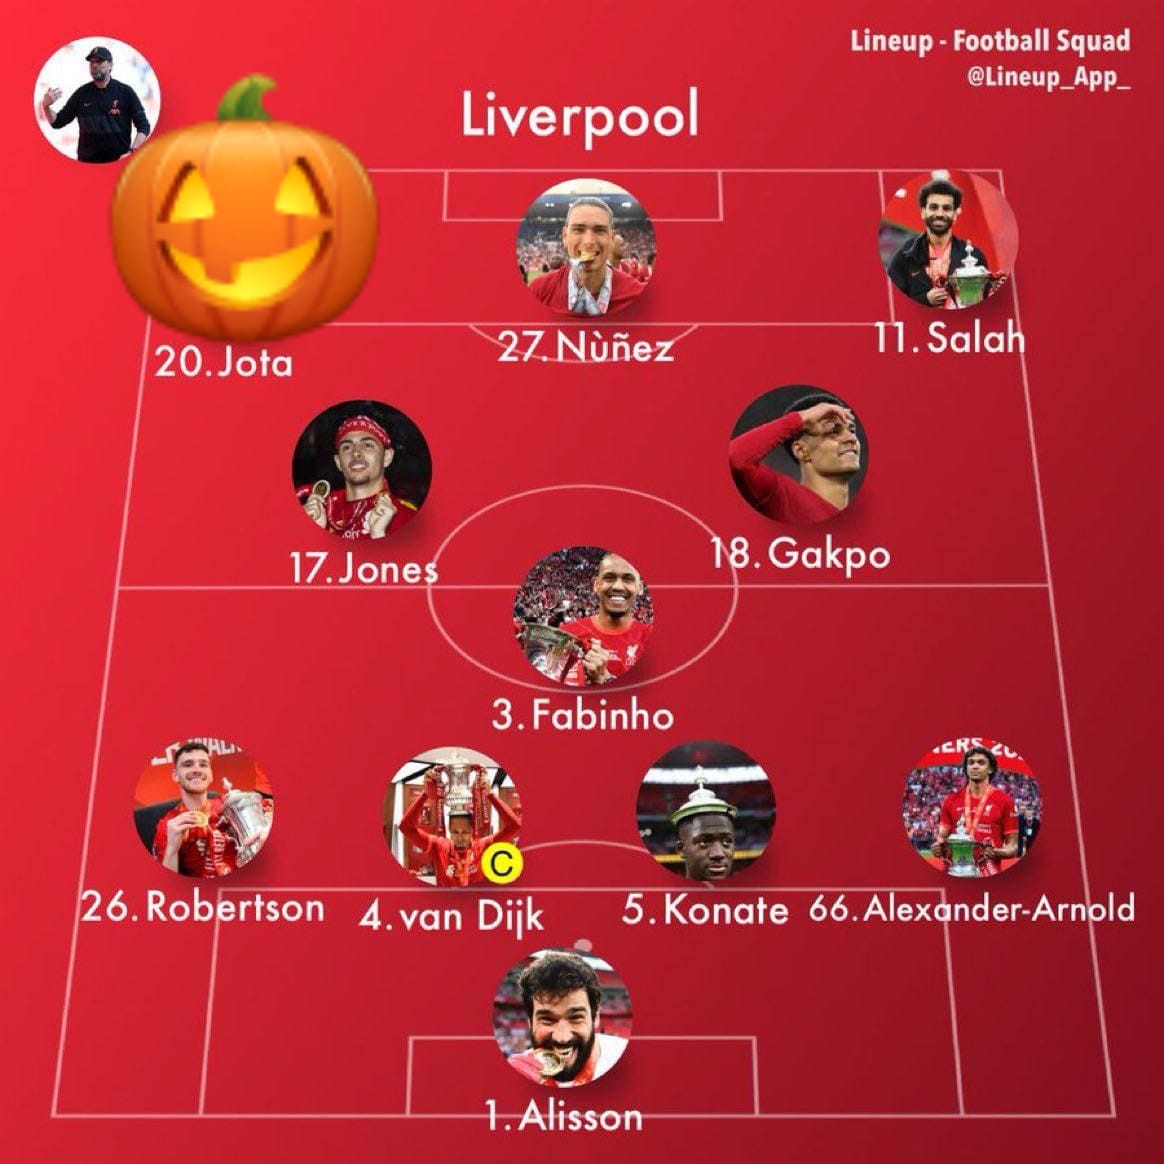 Lineup - Football Squad
@Lineup_App_
Liverpool
20. Jota
27. Nùñez
11. Salah
17. Jones
18. Gakpo
3. Fabinho
26. Robertson
4. van Dijk
C
5. Konate
66. Alexander-Arnold
1. Alisson